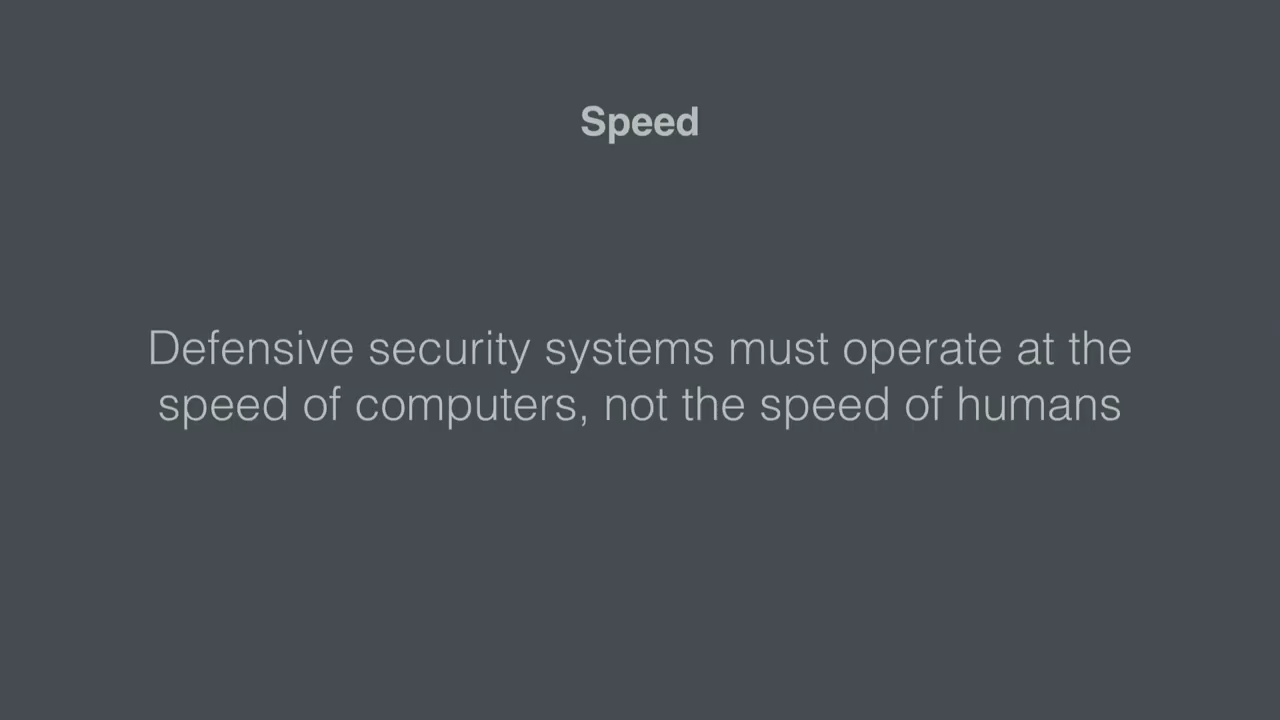 Speed
Defensive security systems must operate at the
speed of computers, not the speed of humans